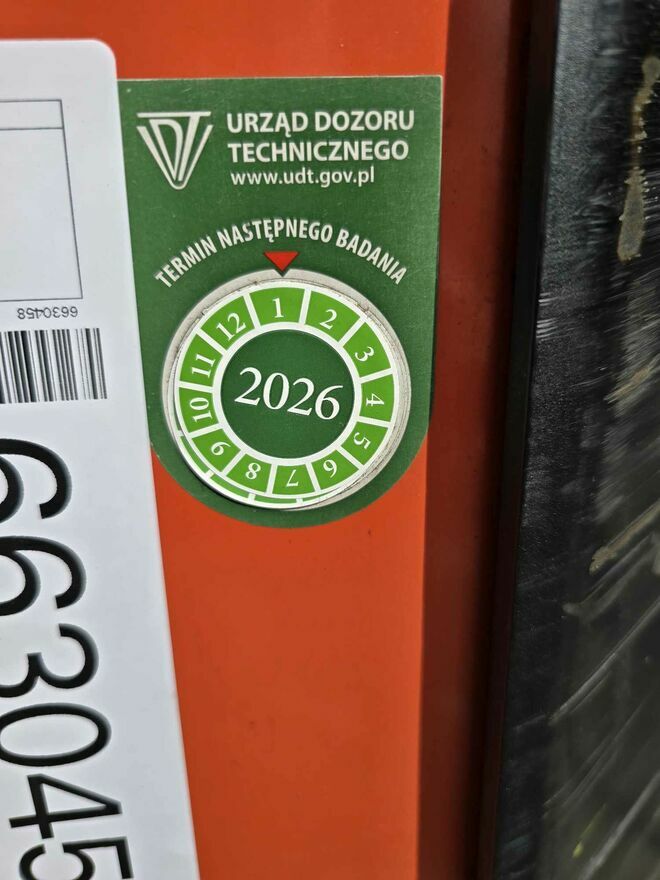 URZĄD DOZORU
TECHNICZNEGO
www.udt.gov.pl
TERMIN NASTĘPNEGO BADANIA
1 2 3 4 5 6 7 8 9 10 11 12
2026
6630458
663045